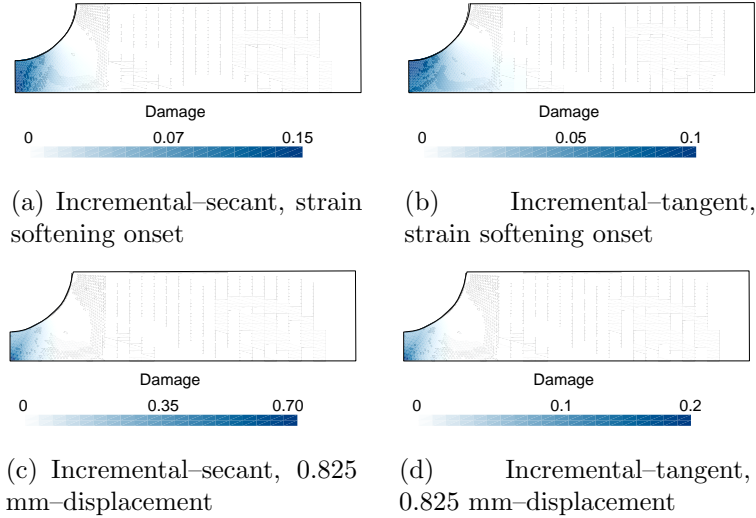 Damage
0 0.07 0.15
(a) Incremental–secant, strain
softening onset
Damage
0 0.05 0.1
(b) Incremental–tangent,
strain softening onset
Damage
0 0.35 0.70
(c) Incremental–secant, 0.825
mm–displacement
Damage
0 0.1 0.2
(d) Incremental–tangent,
0.825 mm–displacement